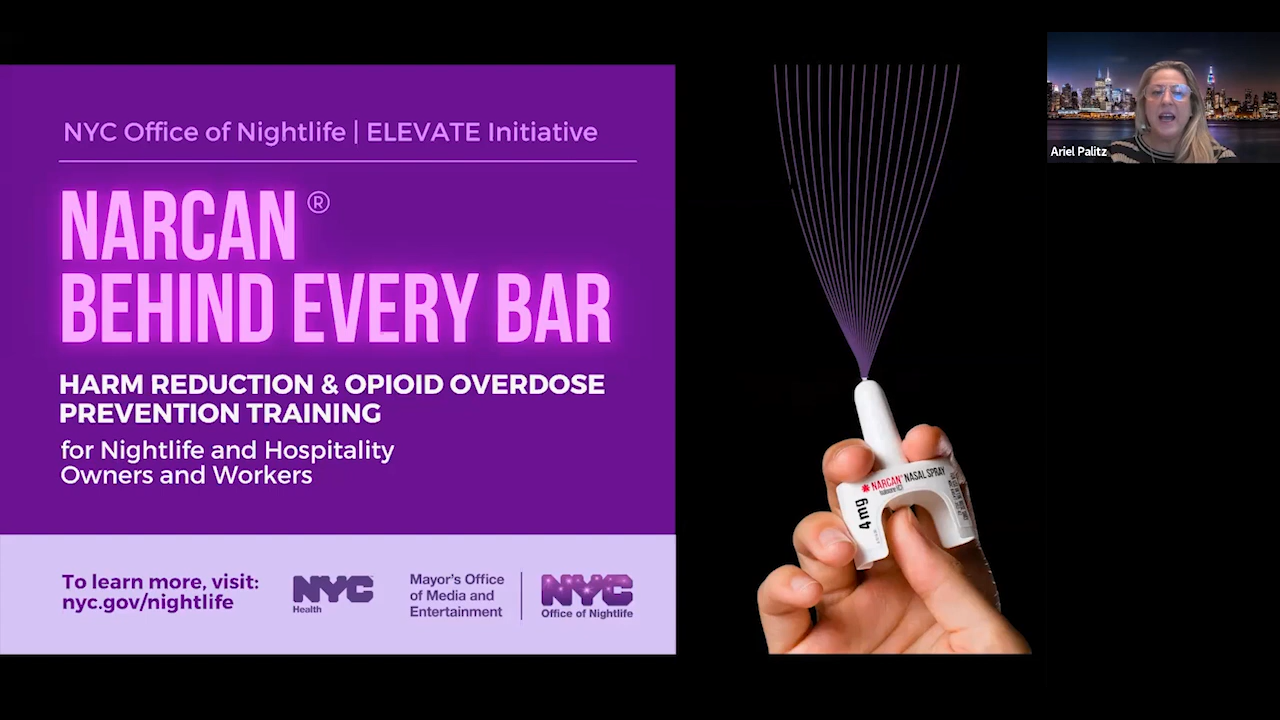 NYC Office of Nightlife | ELEVATE Initiative
NARCAN®
BEHIND EVERY BAR
HARM REDUCTION & OPIOID OVERDOSE
PREVENTION TRAINING
for Nightlife and Hospitality
Owners and Workers
To learn more, visit:
nyc.gov/nightlife
NYC
Health
Mayor's Office
of Media and
Entertainment
NYC
Office of Nightlife
NARCAN® NASAL SPRAY
4 mg
Ariel Palitz